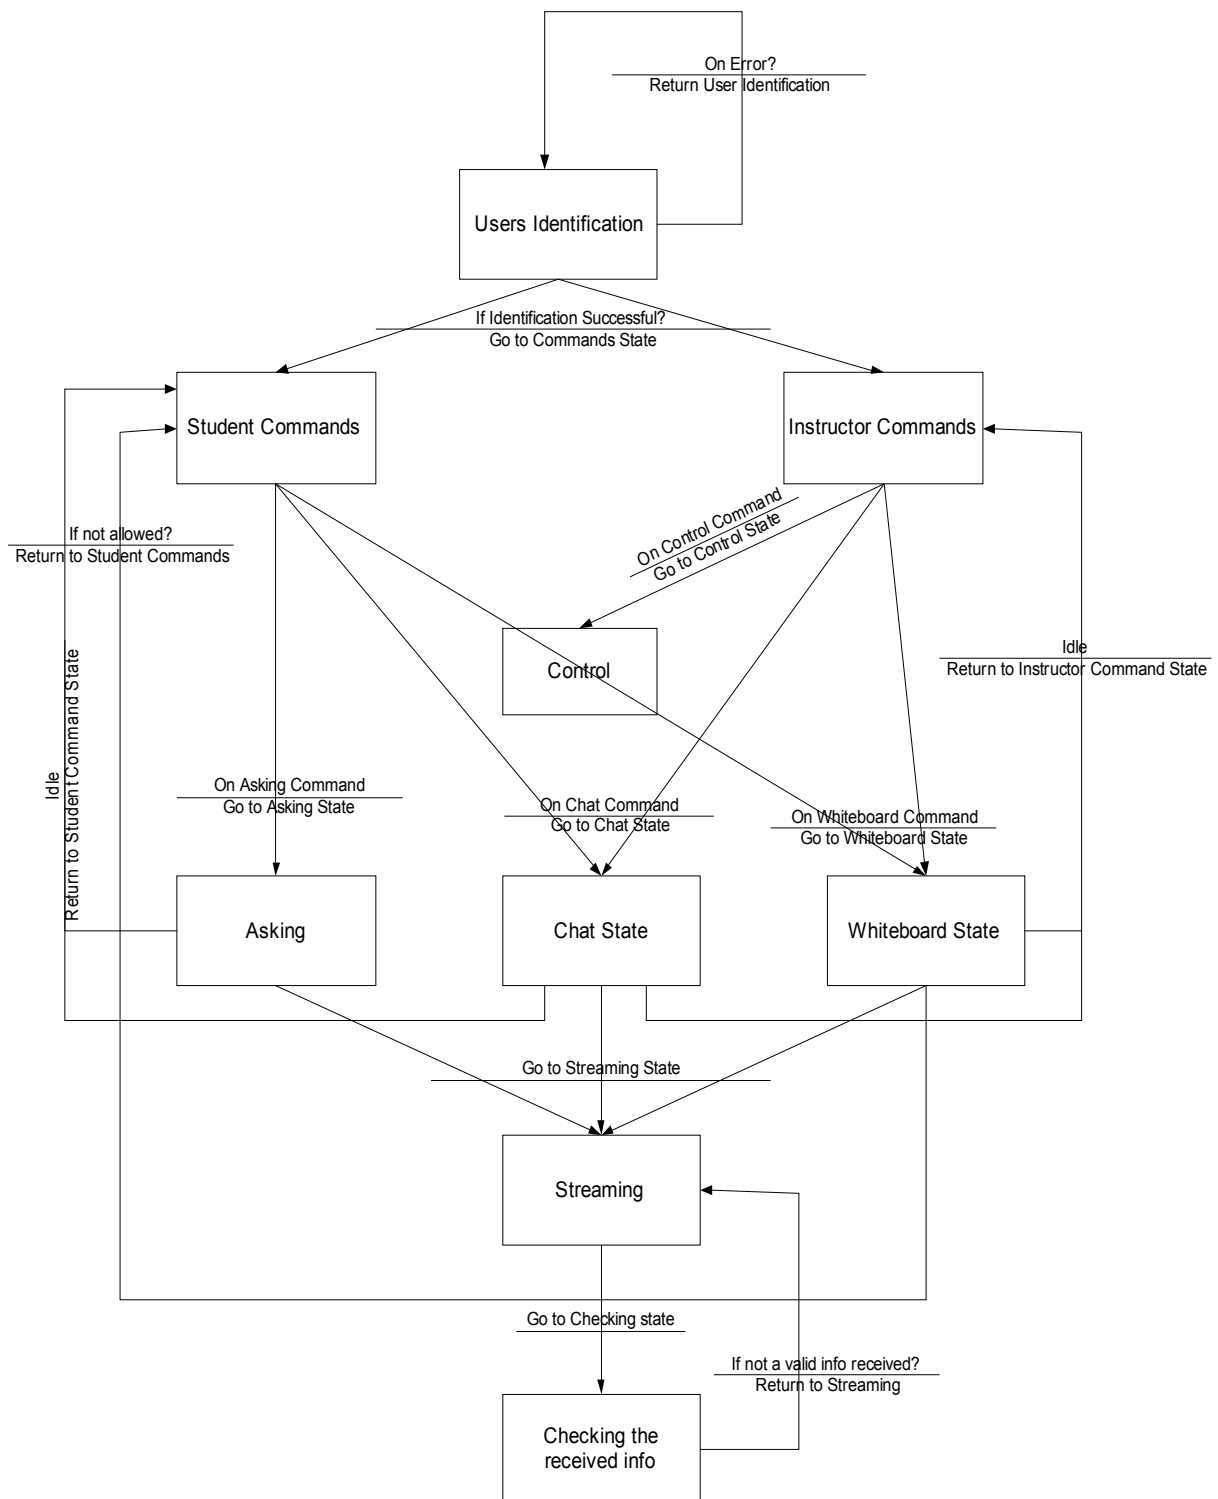 On Error?
Return User Identification
Users Identification
If Identification Successful?
Go to Commands State
Student Commands
Instructor Commands
On Control Command
Go to Control State
If not allowed?
Return to Student Commands
Control
Idle
Return to Instructor Command State
Idle
Return to Student Command State
On Asking Command
Go to Asking State
On Chat Command
Go to Chat State
On Whiteboard Command
Go to Whiteboard State
Asking
Chat State
Whiteboard State
Go to Streaming State
Streaming
Go to Checking state
If not a valid info received?
Return to Streaming
Checking the
received info